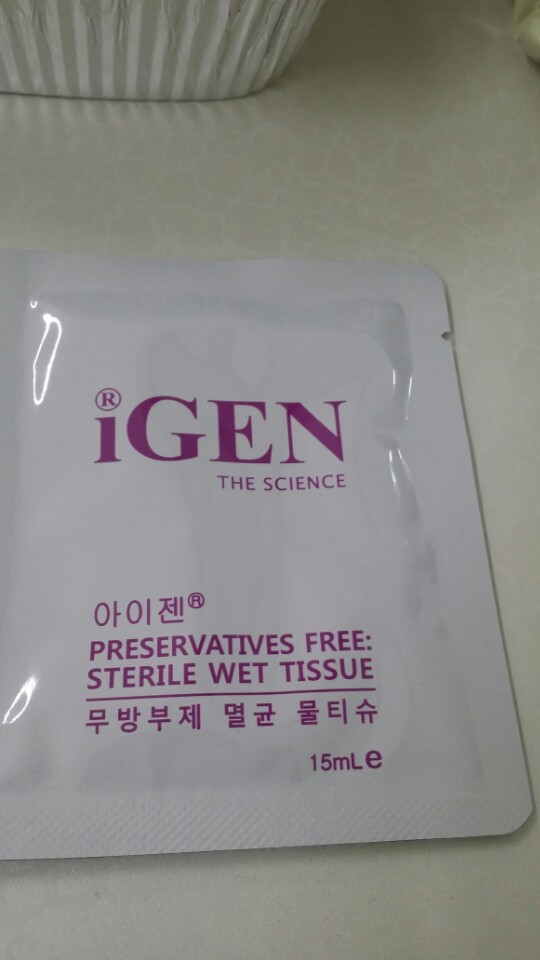 ®
iGEN
THE SCIENCE
아이젠®
PRESERVATIVES FREE:
STERILE WET TISSUE
무방부제 멸균 물티슈
15mLe